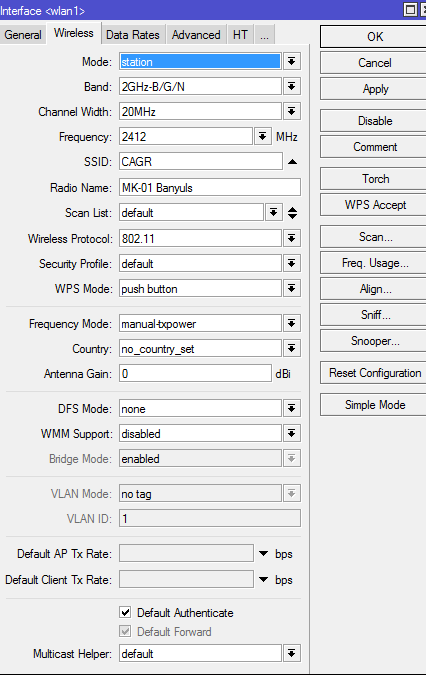 Interface <wlan1>
General Wireless Data Rates Advanced HT ...
OK
Mode: station
Cancel
Band: 2GHz-B/G/N
Apply
Channel Width: 20MHz
Disable
Frequency: 2412 MHz
Comment
SSID: CAGR
Torch
Radio Name: MK-01 Banyuls
WPS Accept
Scan List: default
Scan...
Wireless Protocol: 802.11
Freq. Usage...
Security Profile: default
Align...
WPS Mode: push button
Sniff...
Frequency Mode: manual-txpower
Snooper...
Country: no_country_set
Reset Configuration
Antenna Gain: 0 dBi
Simple Mode
DFS Mode: none
WMM Support: disabled
Bridge Mode: enabled
VLAN Mode: no tag
VLAN ID: 1
Default AP Tx Rate: bps
Default Client Tx Rate: bps
Default Authenticate
Default Forward
Multicast Helper: default